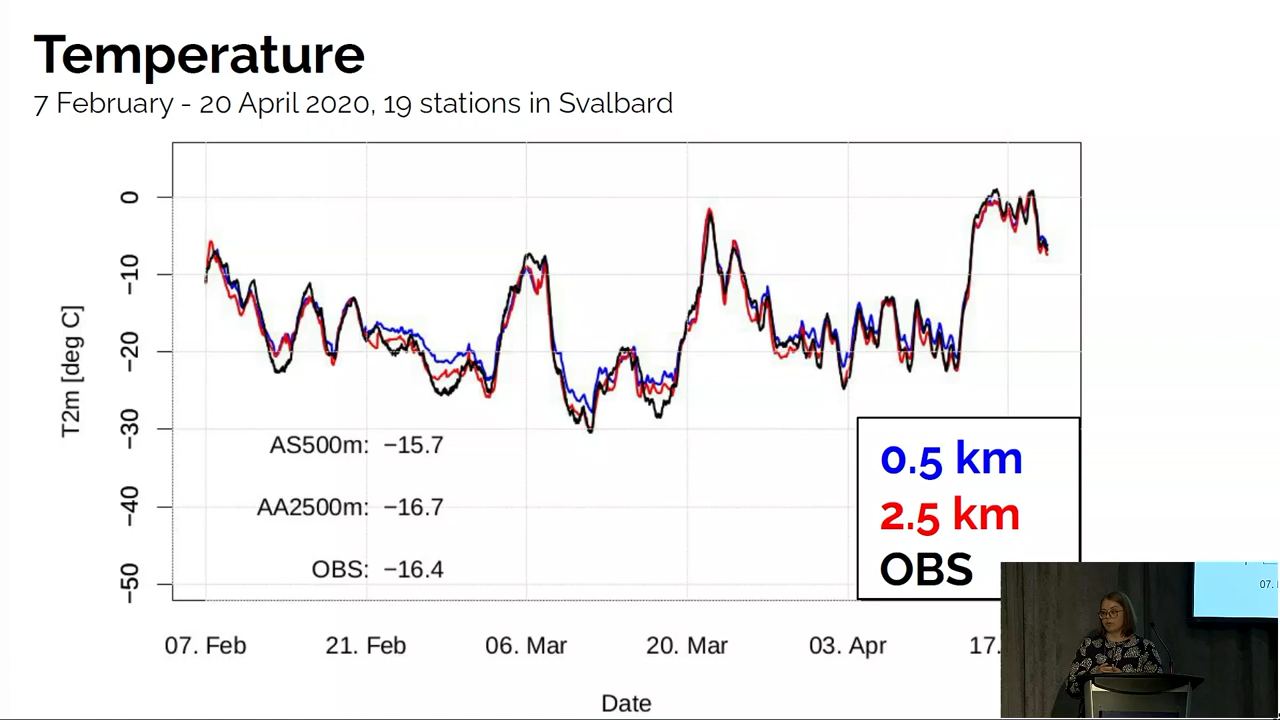 Temperature
7 February - 20 April 2020, 19 stations in Svalbard
T2m [deg C]
0
−10
−20
−30
−40
−50
AS500m: −15.7
AA2500m: −16.7
OBS: −16.4
0.5 km
2.5 km
OBS
07. Feb
21. Feb
06. Mar
20. Mar
03. Apr
17.
Date
07.